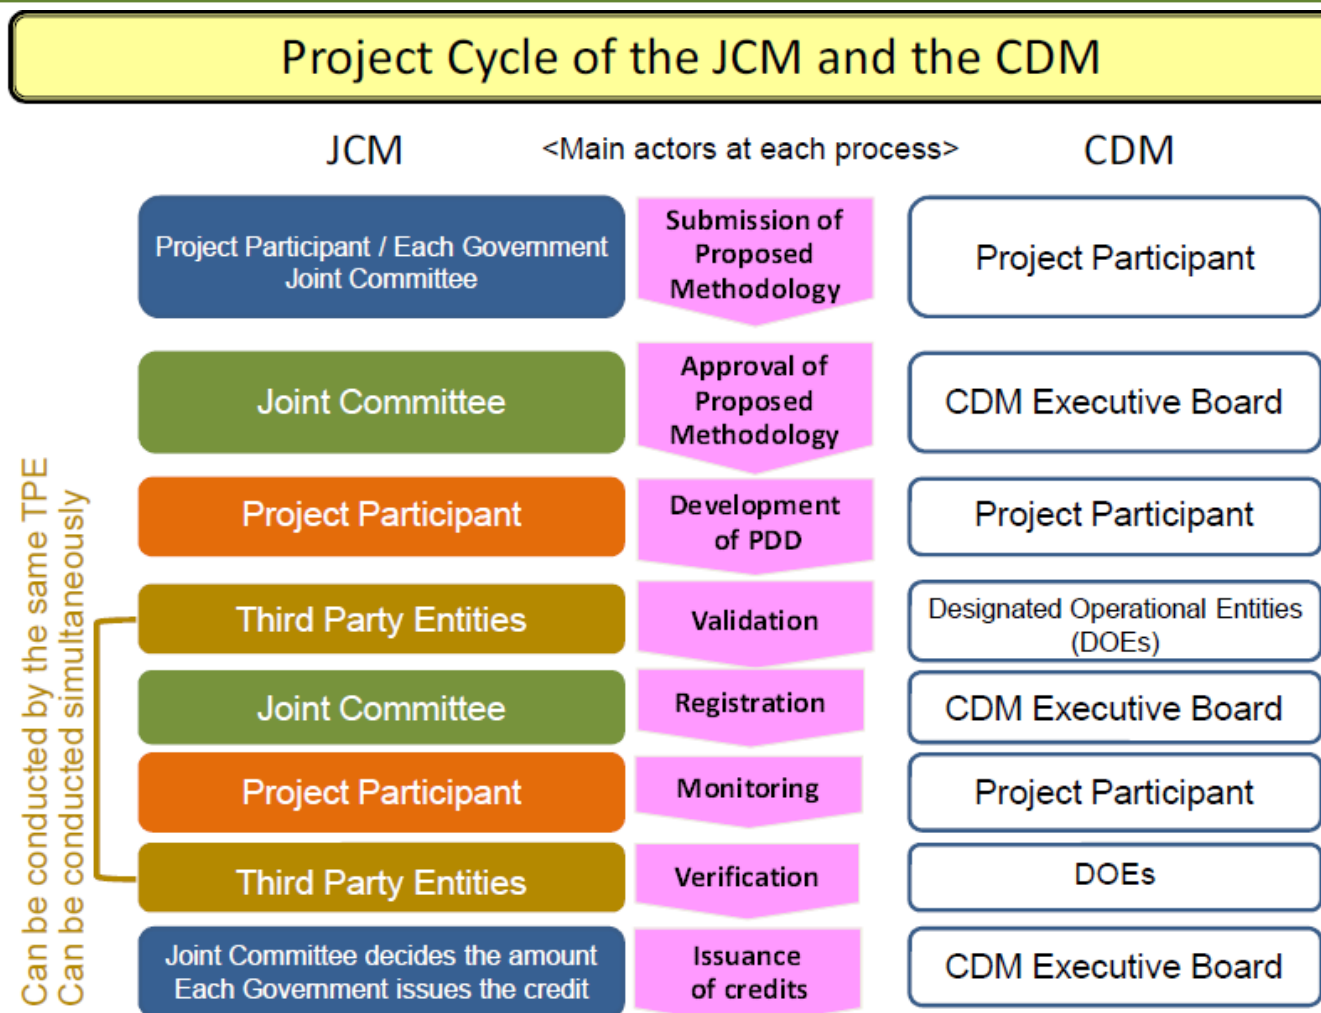 Project Cycle of the JCM and the CDM
JCM
<Main actors at each process>
CDM
Project Participant / Each Government
Joint Committee
Submission of
Proposed
Methodology
Project Participant
Joint Committee
Approval of
Proposed
Methodology
CDM Executive Board
Project Participant
Development
of PDD
Project Participant
Third Party Entities
Validation
Designated Operational Entities
(DOEs)
Joint Committee
Registration
CDM Executive Board
Project Participant
Monitoring
Project Participant
Third Party Entities
Verification
DOEs
Joint Committee decides the amount
Each Government issues the credit
Issuance
of credits
CDM Executive Board
Can be conducted by the same TPE
Can be conducted simultaneously